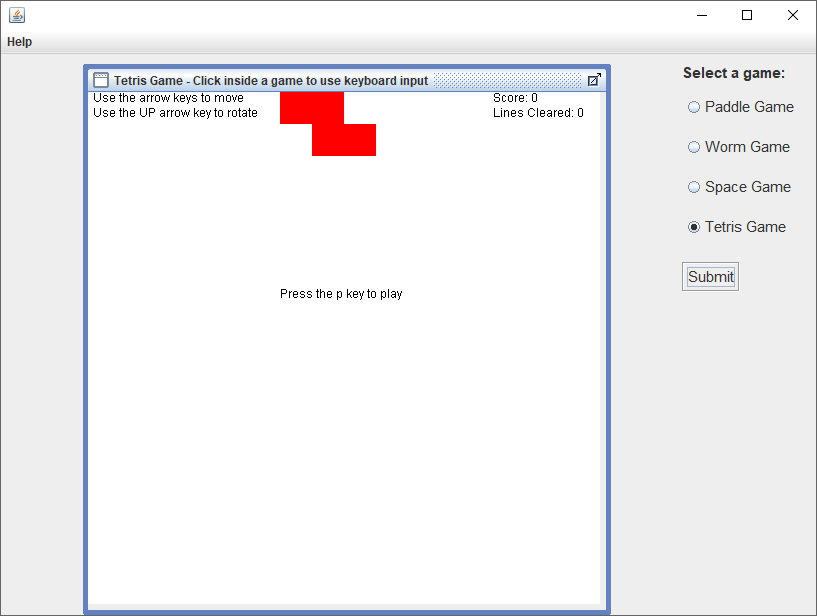 Help
Tetris Game - Click inside a game to use keyboard input
Use the arrow keys to move
Use the UP arrow key to rotate
Score: 0
Lines Cleared: 0
Press the p key to play
Select a game:
Paddle Game
Worm Game
Space Game
Tetris Game
Submit